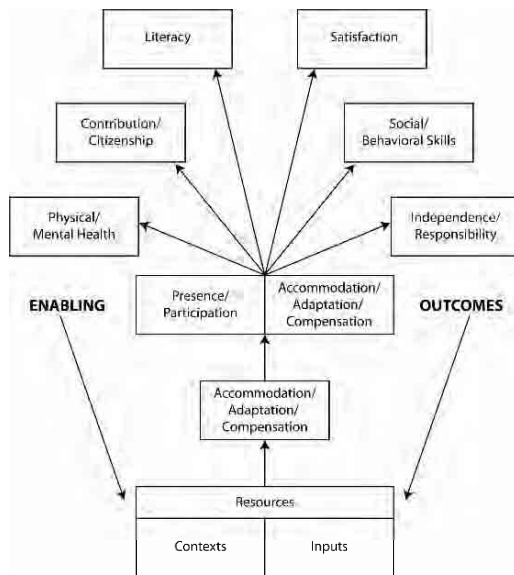 Literacy
Satisfaction
Contribution/
Citizenship
Social/
Behavioral Skills
Physical/
Mental Health
Independence/
Responsibility
ENABLING
Presence/
Participation
Accommodation/
Adaptation/
Compensation
OUTCOMES
Accommodation/
Adaptation/
Compensation
Resources
Contexts
Inputs